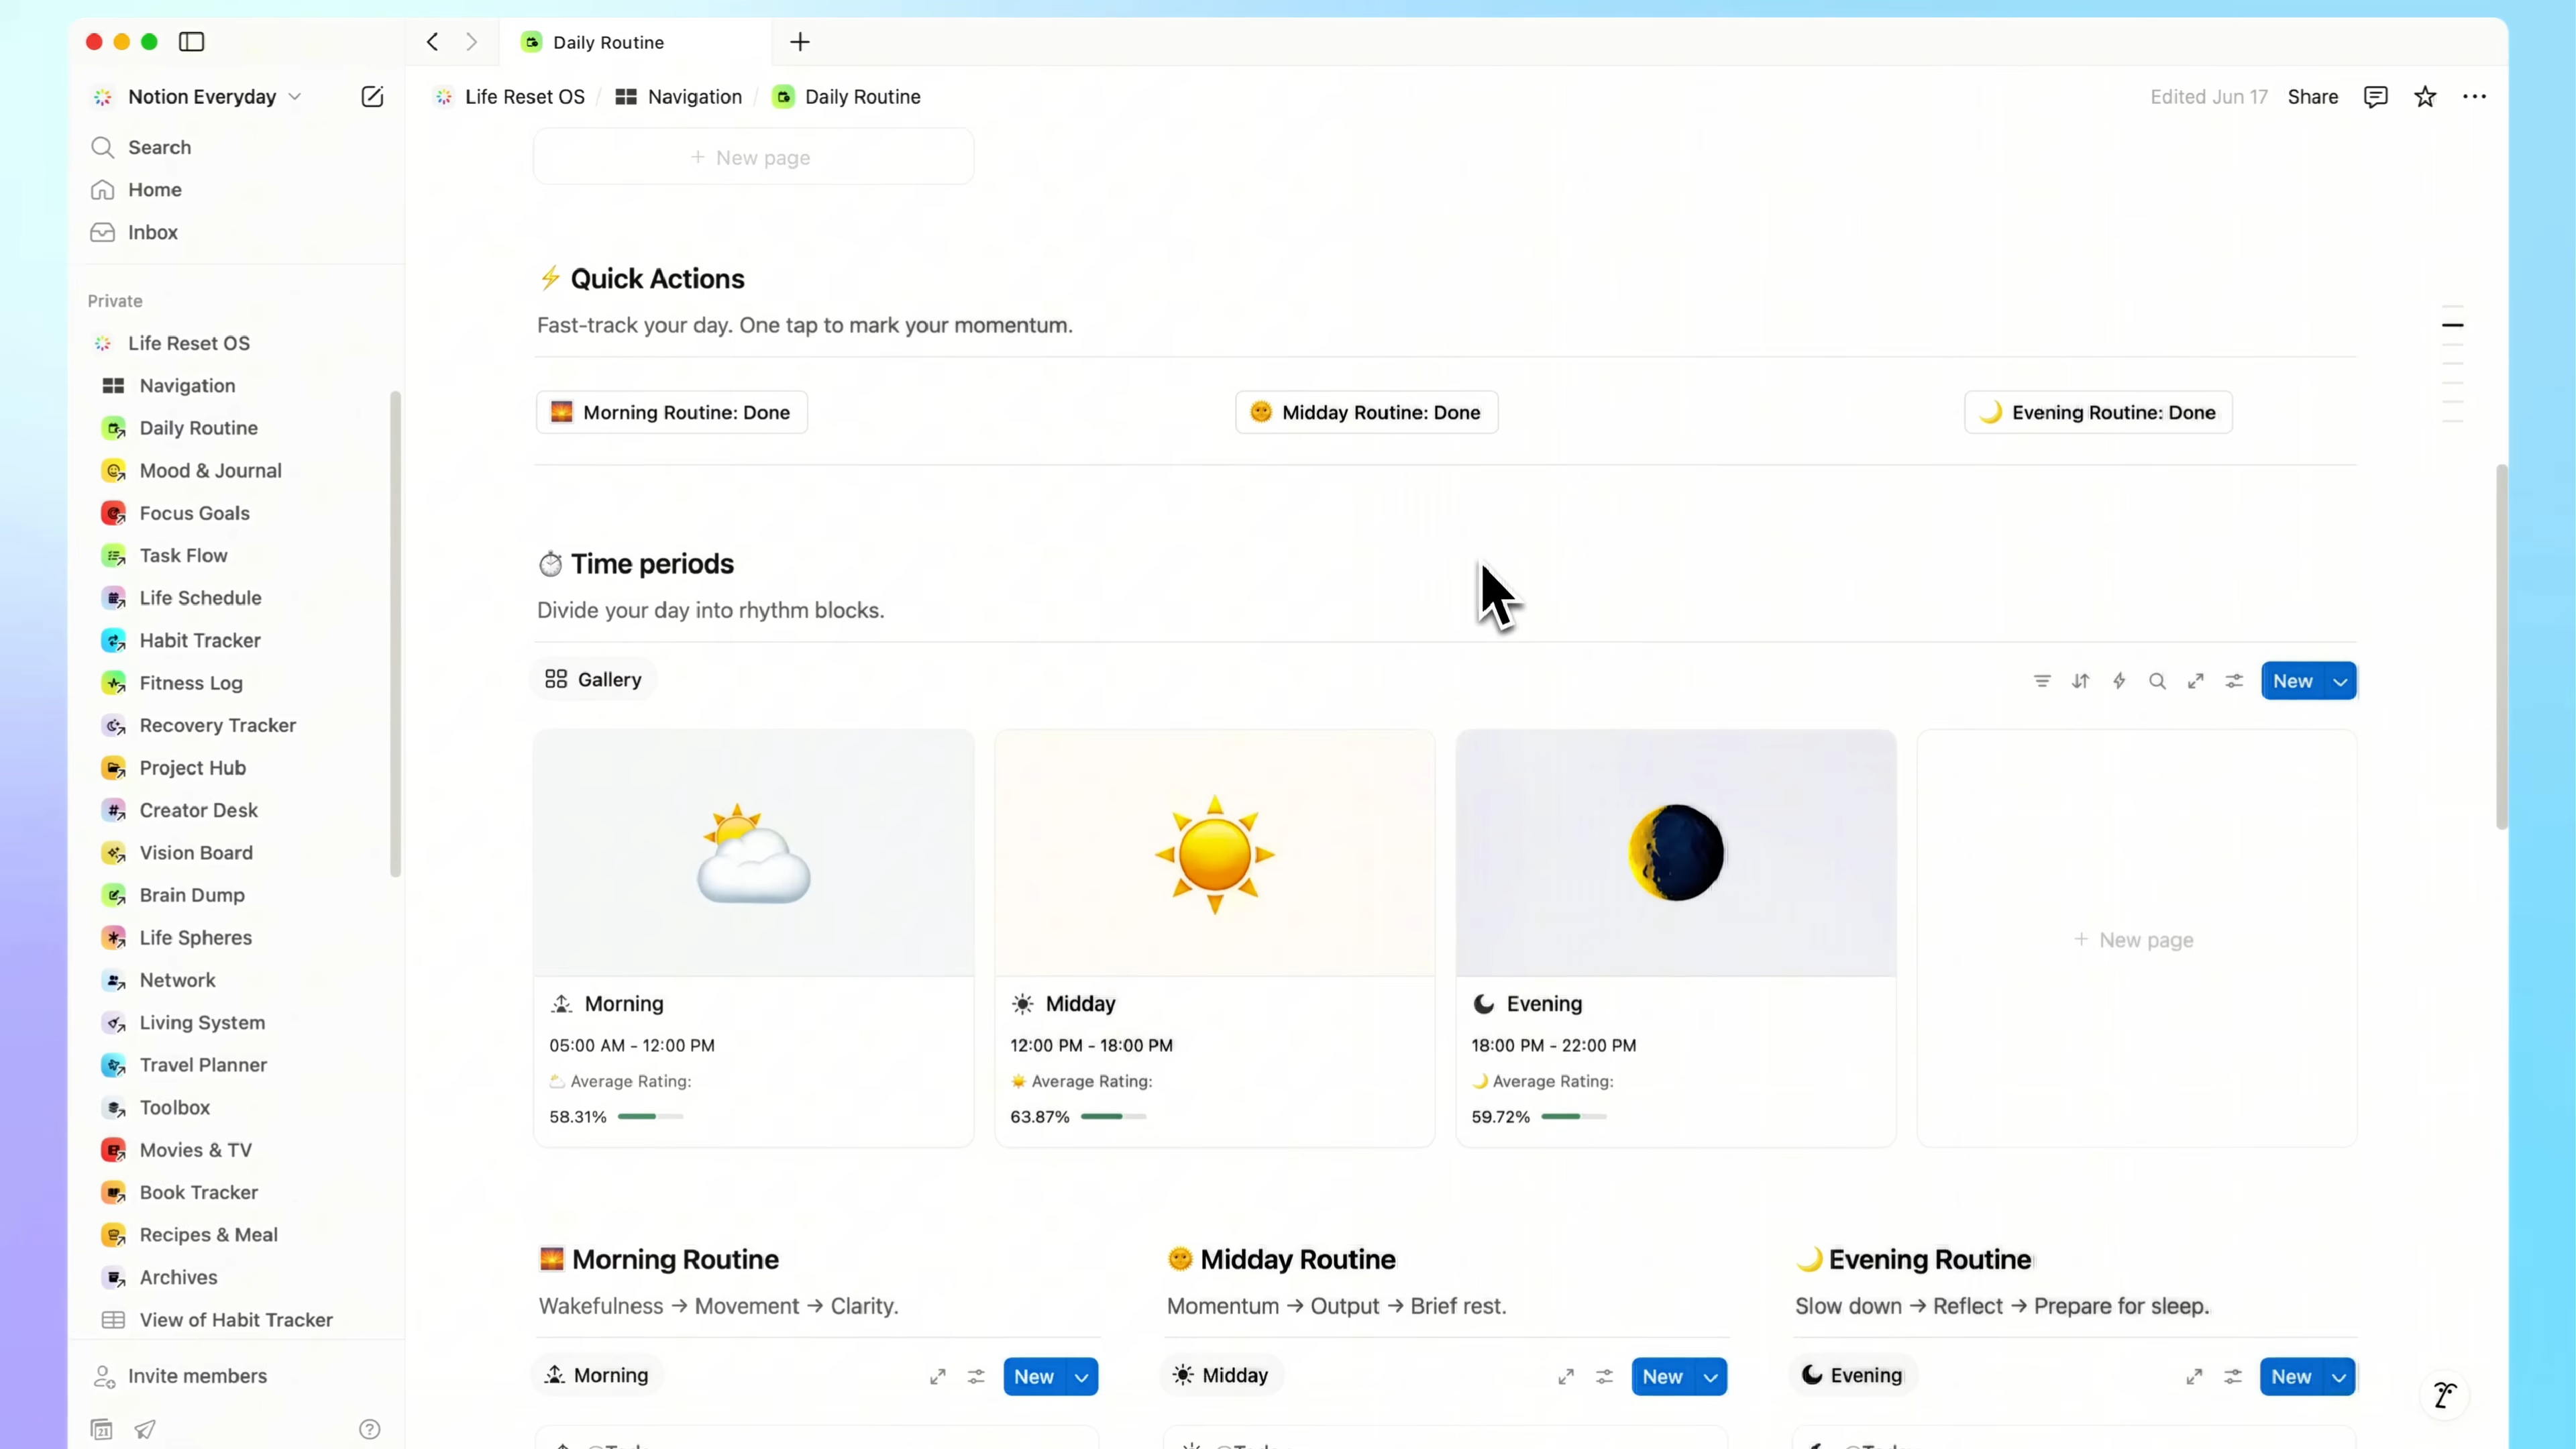 Daily Routine
Notion Everyday
Life Reset OS / Navigation / Daily Routine
Edited Jun 17
Share
Search
Home
Inbox
Private
Life Reset OS
Navigation
Daily Routine
Mood & Journal
Focus Goals
Task Flow
Life Schedule
Habit Tracker
Fitness Log
Recovery Tracker
Project Hub
Creator Desk
Vision Board
Brain Dump
Life Spheres
Network
Living System
Travel Planner
Toolbox
Movies & TV
Book Tracker
Recipes & Meal
Archives
View of Habit Tracker
Invite members
21
+ New page
Quick Actions
Fast-track your day. One tap to mark your momentum.
Morning Routine: Done
Midday Routine: Done
Evening Routine: Done
Time periods
Divide your day into rhythm blocks.
Gallery
New
Morning
05:00 AM - 12:00 PM
Average Rating:
58.31%
Midday
12:00 PM - 18:00 PM
Average Rating:
63.87%
Evening
18:00 PM - 22:00 PM
Average Rating:
59.72%
+ New page
Morning Routine
Wakefulness → Movement → Clarity.
Morning
New
Midday Routine
Momentum → Output → Brief rest.
Midday
New
Evening Routine
Slow down → Reflect → Prepare for sleep.
Evening
New